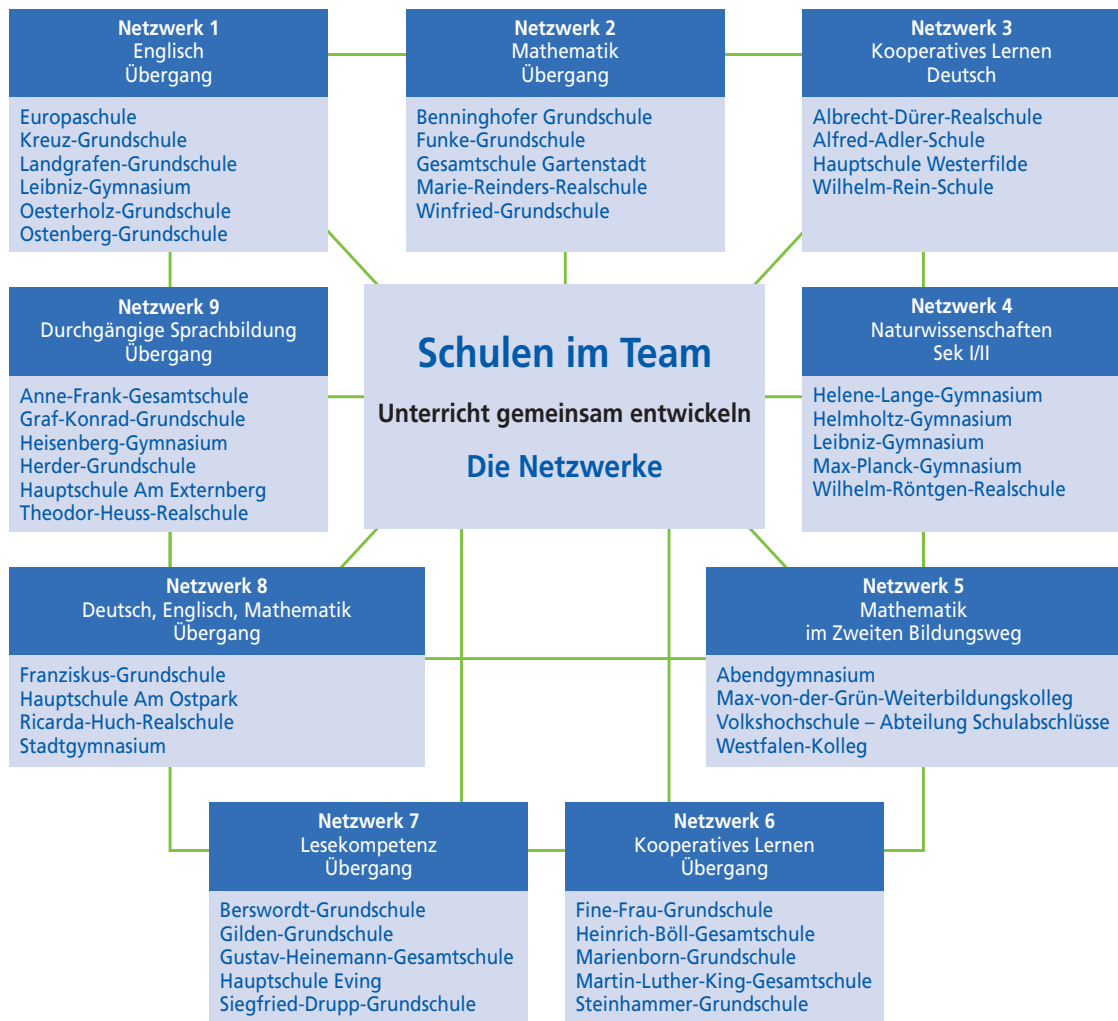 Netzwerk 1
Englisch
Übergang
Europaschule
Kreuz-Grundschule
Landgrafen-Grundschule
Leibniz-Gymnasium
Oesterholz-Grundschule
Ostenberg-Grundschule
Netzwerk 2
Mathematik
Übergang
Benninghofer Grundschule
Funke-Grundschule
Gesamtschule Gartenstadt
Marie-Reinders-Realschule
Winfried-Grundschule
Netzwerk 3
Kooperatives Lernen
Deutsch
Albrecht-Dürer-Realschule
Alfred-Adler-Schule
Hauptschule Westerfilde
Wilhelm-Rein-Schule
Netzwerk 9
Durchgängige Sprachbildung
Übergang
Anne-Frank-Gesamtschule
Graf-Konrad-Grundschule
Heisenberg-Gymnasium
Herder-Grundschule
Hauptschule Am Externberg
Theodor-Heuss-Realschule
Schulen im Team
Unterricht gemeinsam entwickeln
Die Netzwerke
Netzwerk 4
Naturwissenschaften
Sek I/II
Helene-Lange-Gymnasium
Helmholtz-Gymnasium
Leibniz-Gymnasium
Max-Planck-Gymnasium
Wilhelm-Röntgen-Realschule
Netzwerk 8
Deutsch, Englisch, Mathematik
Übergang
Franziskus-Grundschule
Hauptschule Am Ostpark
Ricarda-Huch-Realschule
Stadtgymnasium
Netzwerk 5
Mathematik
im Zweiten Bildungsweg
Abendgymnasium
Max-von-der-Grün-Weiterbildungskolleg
Volkshochschule – Abteilung Schulabschlüsse
Westfalen-Kolleg
Netzwerk 7
Lesekompetenz
Übergang
Berswordt-Grundschule
Gilden-Grundschule
Gustav-Heinemann-Gesamtschule
Hauptschule Eving
Siegfried-Drupp-Grundschule
Netzwerk 6
Kooperatives Lernen
Übergang
Fine-Frau-Grundschule
Heinrich-Böll-Gesamtschule
Marienborn-Grundschule
Martin-Luther-King-Gesamtschule
Steinhammer-Grundschule